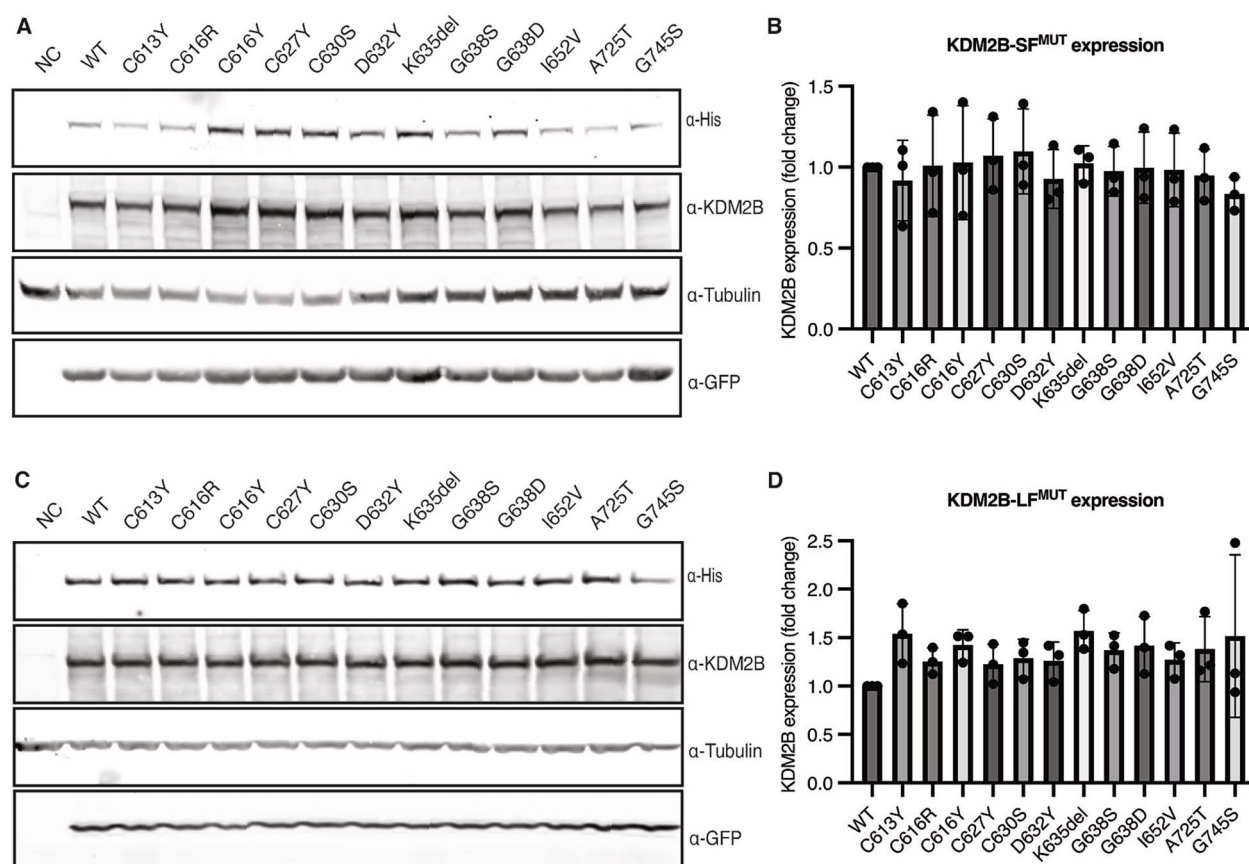 A
NC WT C613Y C616R C616Y C627Y C630S D632Y K635del G638S G638D I652V A725T G745S
α-His
α-KDM2B
α-Tubulin
α-GFP
B
KDM2B-SF^MUT expression
KDM2B expression (fold change)
1.5
1.0
0.5
0.0
WT C613Y C616R C616Y C627Y C630S D632Y K635del G638S G638D I652V A725T G745S
C
NC WT C613Y C616R C616Y C627Y C630S D632Y K635del G638S G638D I652V A725T G745S
α-His
α-KDM2B
α-Tubulin
α-GFP
D
KDM2B-LF^MUT expression
KDM2B expression (fold change)
2.5
2.0
1.5
1.0
0.5
0.0
WT C613Y C616R C616Y C627Y C630S D632Y K635del G638S G638D I652V A725T G745S